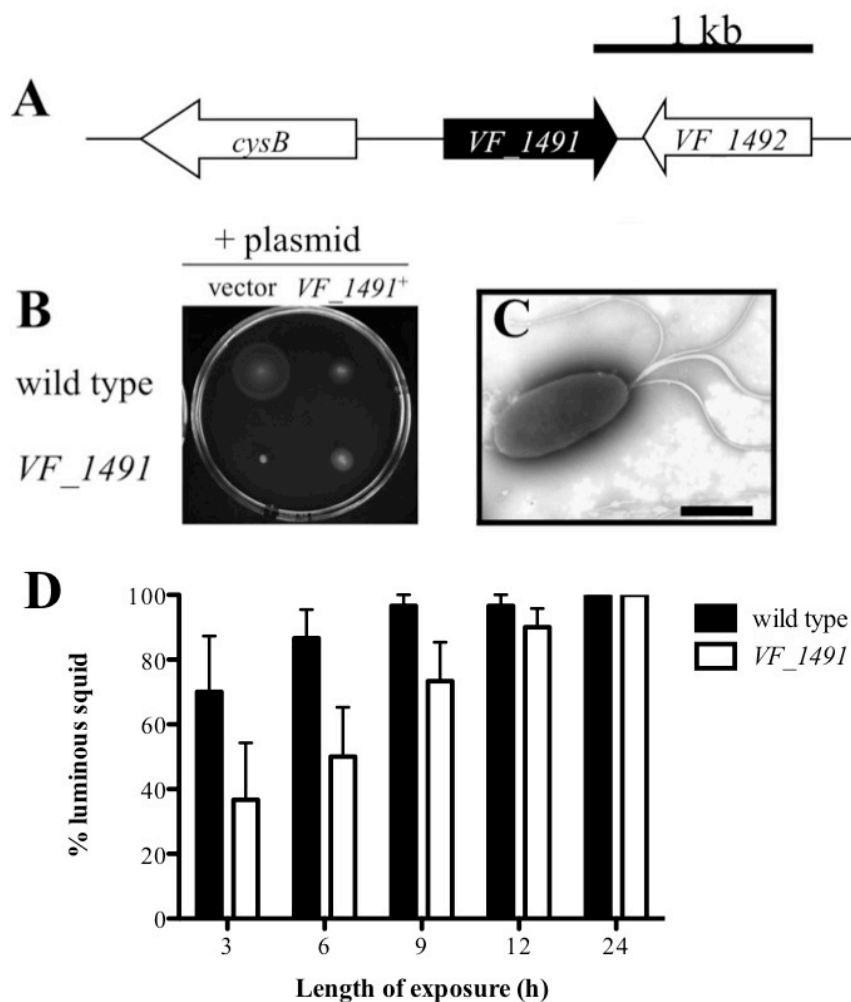 1 kb
A
cysB VF_1491 VF_1492
+ plasmid
vector VF_1491+
B
wild type
VF_1491
C
D
% luminous squid
100
80
60
40
20
0
3 6 9 12 24
Length of exposure (h)
wild type
VF_1491